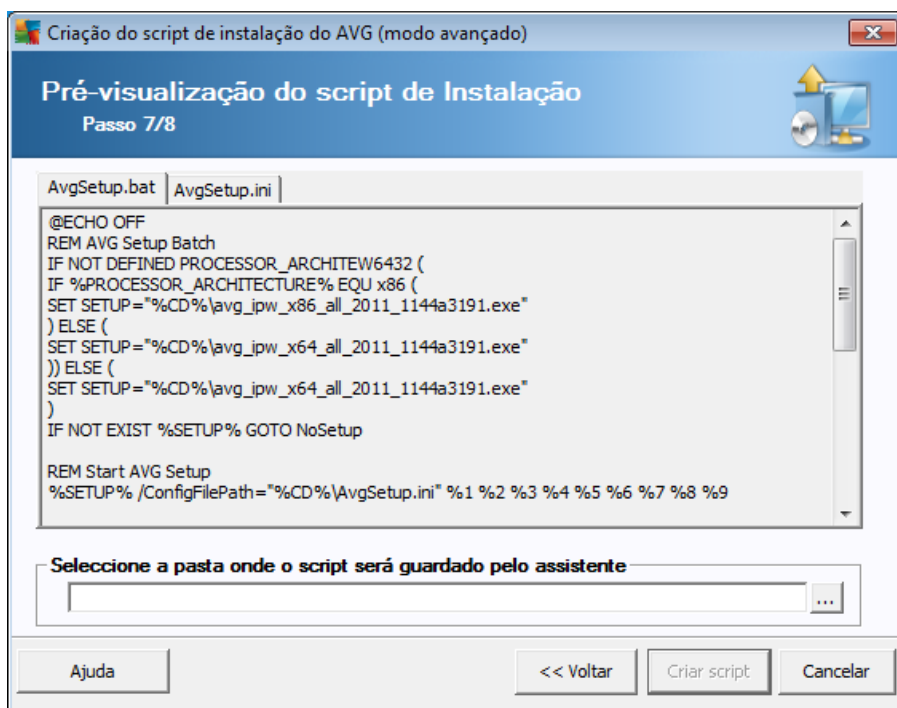 Criação do script de instalação do AVG (modo avançado)
Pré-visualização do script de Instalação
Passo 7/8
AvgSetup.bat
AvgSetup.ini
@ECHO OFF
REM AVG Setup Batch
IF NOT DEFINED PROCESSOR_ARCHITEW6432 (
IF %PROCESSOR_ARCHITECTURE% EQU x86 (
SET SETUP="%CD%\avg_ipw_x86_all_2011_1144a3191.exe"
) ELSE (
SET SETUP="%CD%\avg_ipw_x64_all_2011_1144a3191.exe"
)) ELSE (
SET SETUP="%CD%\avg_ipw_x64_all_2011_1144a3191.exe"
)
IF NOT EXIST %SETUP% GOTO NoSetup
REM Start AVG Setup
%SETUP% /ConfigFilePath="%CD%\AvgSetup.ini" %1 %2 %3 %4 %5 %6 %7 %8 %9
Seleccione a pasta onde o script será guardado pelo assistente
...
Ajuda
<< Voltar
Criar script
Cancelar